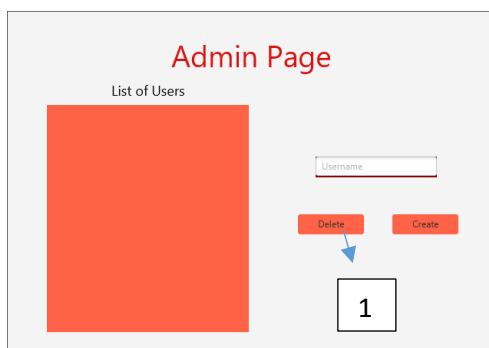 Admin Page
List of Users
Username
Delete Create
1